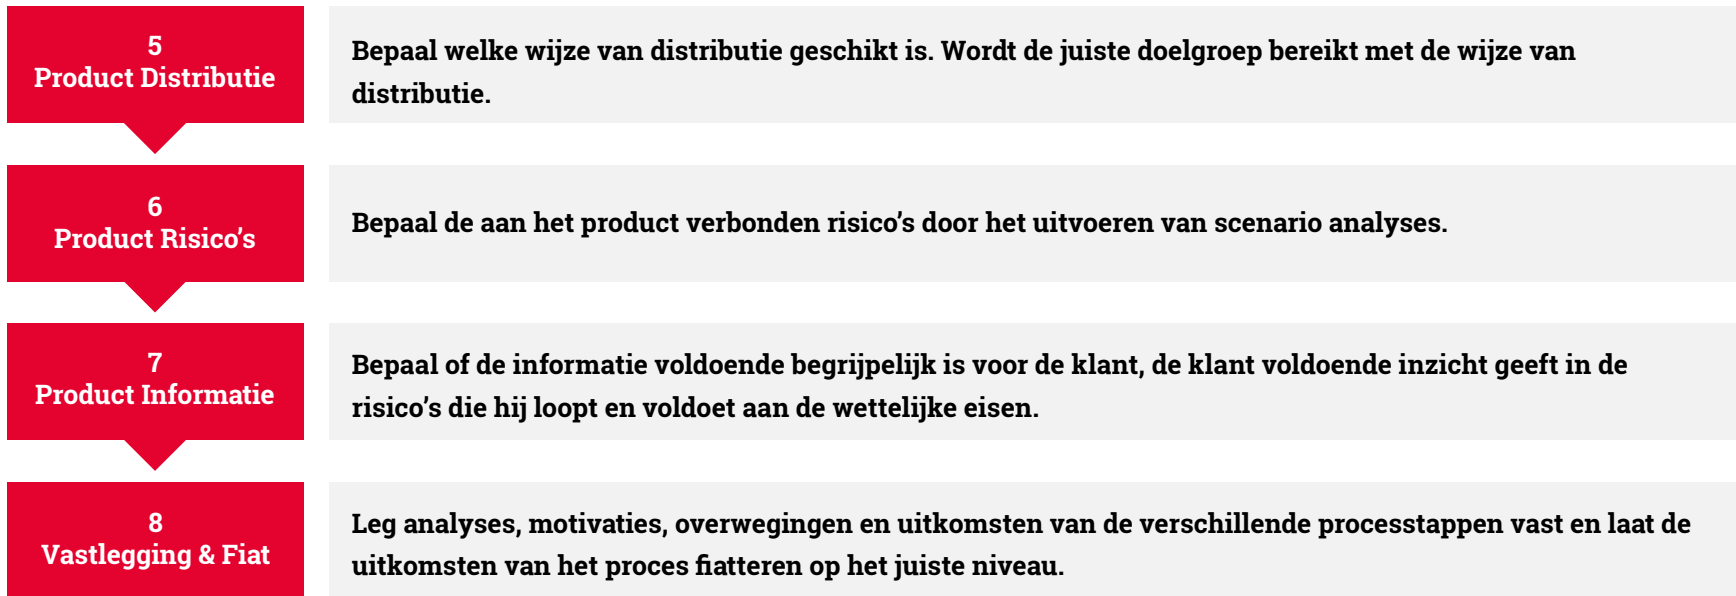 5
Product Distributie
Bepaal welke wijze van distributie geschikt is. Wordt de juiste doelgroep bereikt met de wijze van
distributie.
6
Product Risico’s
Bepaal de aan het product verbonden risico’s door het uitvoeren van scenario analyses.
7
Product Informatie
Bepaal of de informatie voldoende begrijpelijk is voor de klant, de klant voldoende inzicht geeft in de
risico’s die hij loopt en voldoet aan de wettelijke eisen.
8
Vastlegging & Fiat
Leg analyses, motivaties, overwegingen en uitkomsten van de verschillende processtappen vast en laat de
uitkomsten van het proces fiatteren op het juiste niveau.